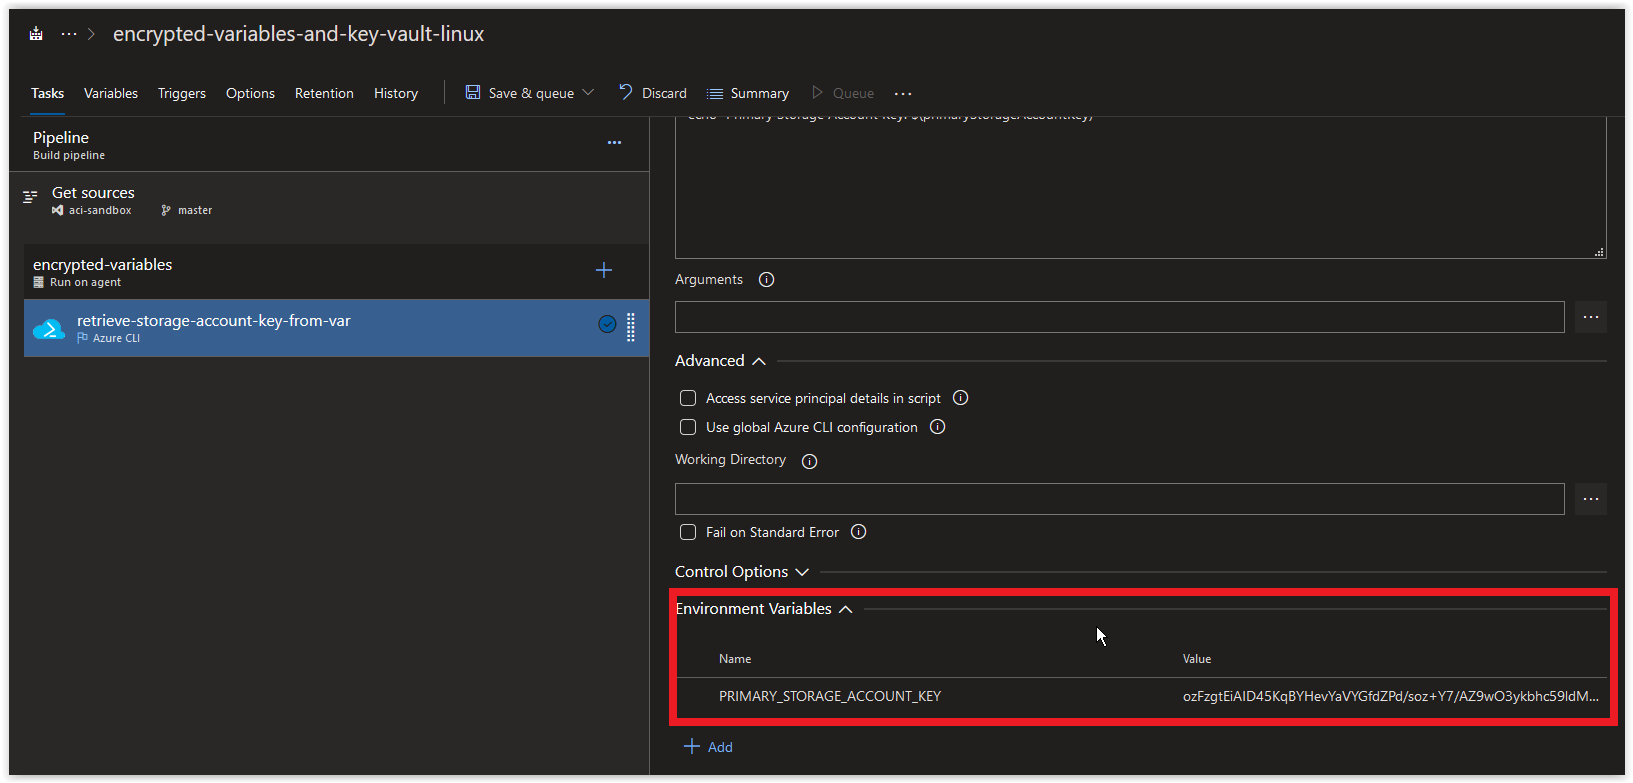 encrypted-variables-and-key-vault-linux
Tasks Variables Triggers Options Retention History Save & queue Discard Summary Queue
Pipeline
Build pipeline
Get sources
aci-sandbox master
encrypted-variables
Run on agent
retrieve-storage-account-key-from-var
Azure CLI
Arguments
Advanced
Access service principal details in script
Use global Azure CLI configuration
Working Directory
Fail on Standard Error
Control Options
Environment Variables
Name Value
PRIMARY_STORAGE_ACCOUNT_KEY ozFzgtEiAID45KqBYHevYaVYGfdZPd/soz+Y7/AZ9wO3ykbhc59ldM...
Add